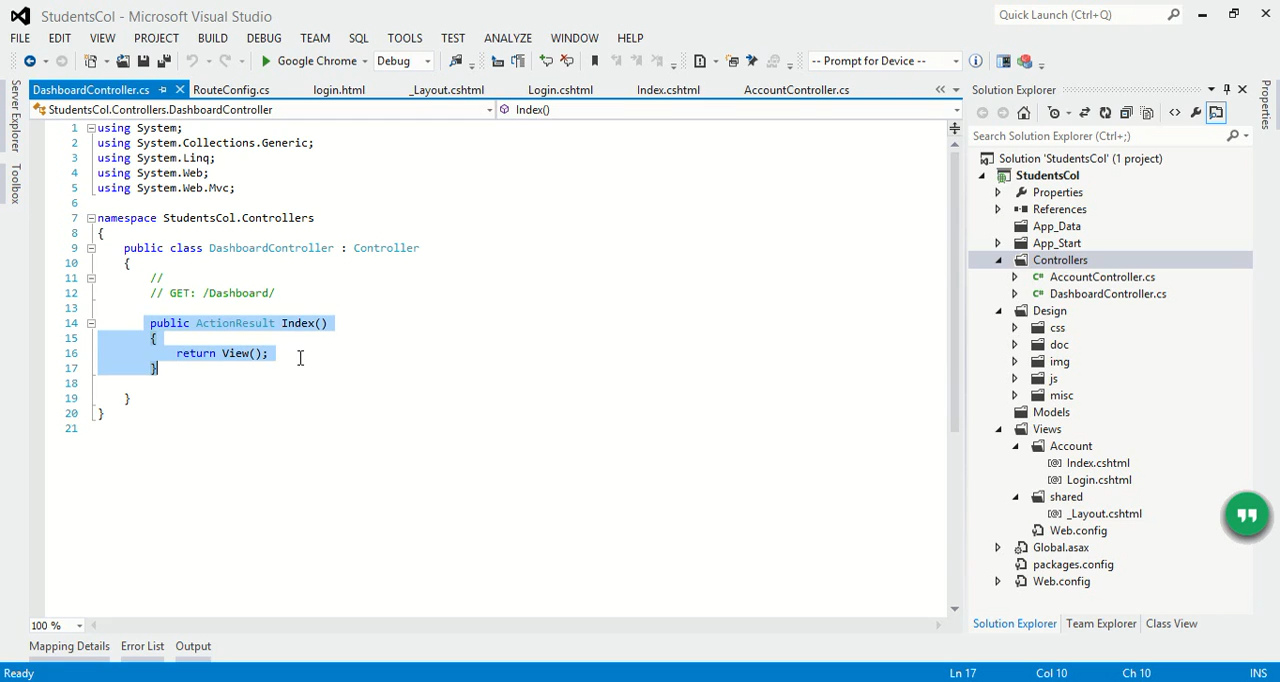 StudentsCol - Microsoft Visual Studio
Quick Launch (Ctrl+Q)
FILE EDIT VIEW PROJECT BUILD DEBUG TEAM SQL TOOLS TEST ANALYZE WINDOW HELP
Google Chrome Debug -- Prompt for Device --
Server Explorer
Toolbox
DashboardController.cs RouteConfig.cs login.html _Layout.cshtml Login.cshtml Index.cshtml AccountController.cs
StudentsCol.Controllers.DashboardController Index()
1 using System;
2 using System.Collections.Generic;
3 using System.Linq;
4 using System.Web;
5 using System.Web.Mvc;
6
7 namespace StudentsCol.Controllers
8 {
9 public class DashboardController : Controller
10 {
11 //
12 // GET: /Dashboard/
13
14 public ActionResult Index()
15 {
16 return View();
17 }
18
19 }
20 }
21
100 %
Mapping Details Error List Output
Solution Explorer
Search Solution Explorer (Ctrl+;)
Solution 'StudentsCol' (1 project)
StudentsCol
Properties
References
App_Data
App_Start
Controllers
AccountController.cs
DashboardController.cs
Design
css
doc
img
js
misc
Models
Views
Account
Index.cshtml
Login.cshtml
shared
_Layout.cshtml
Web.config
Global.asax
packages.config
Web.config
Solution Explorer Team Explorer Class View
Properties
Ready Ln 17 Col 10 Ch 10 INS